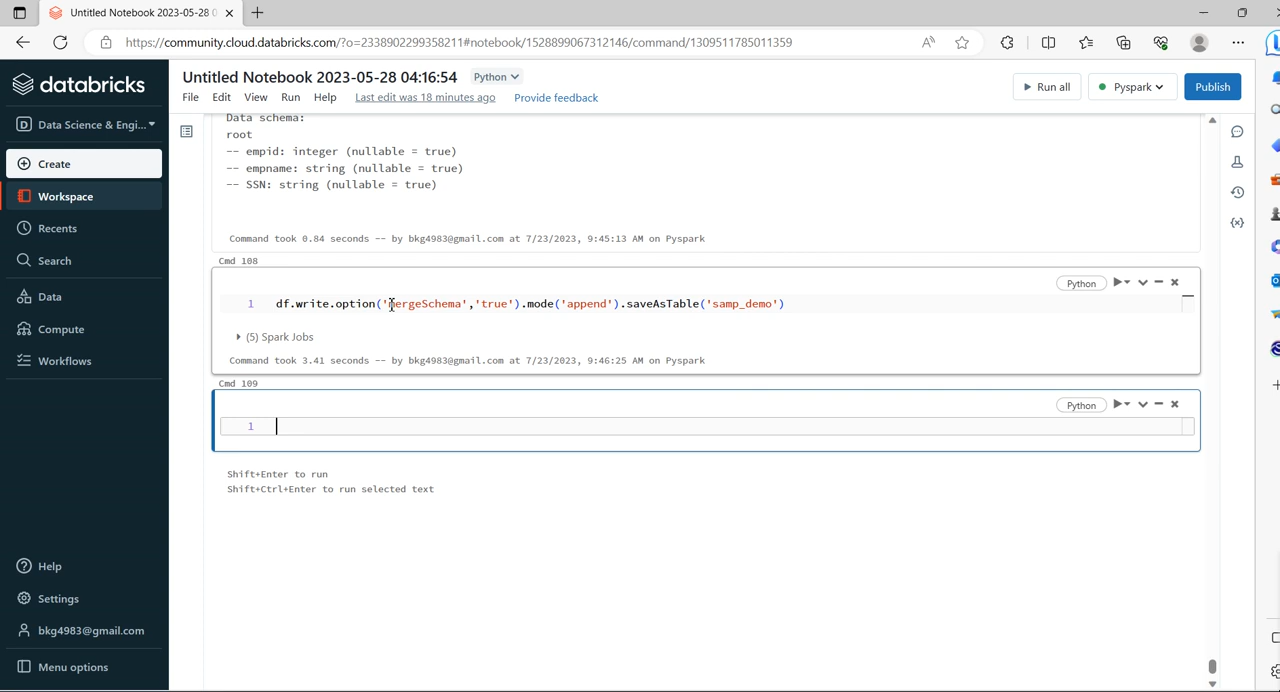 Untitled Notebook 2023-05-28 0
https://community.cloud.databricks.com/?o=2338902299358211#notebook/1528899067312146/command/1309511785011359
databricks
Untitled Notebook 2023-05-28 04:16:54 Python
File Edit View Run Help Last edit was 18 minutes ago Provide feedback
Run all Pyspark Publish
D Data Science & Engi...
Create
Workspace
Recents
Search
Data
Compute
Workflows
Help
Settings
bkg4983@gmail.com
Menu options
Data schema:
root
-- empid: integer (nullable = true)
-- empname: string (nullable = true)
-- SSN: string (nullable = true)
Command took 0.84 seconds -- by bkg4983@gmail.com at 7/23/2023, 9:45:13 AM on Pyspark
Cmd 108
Python
1 df.write.option('mergeSchema','true').mode('append').saveAsTable('samp_demo')
(5) Spark Jobs
Command took 3.41 seconds -- by bkg4983@gmail.com at 7/23/2023, 9:46:25 AM on Pyspark
Cmd 109
Python
1
Shift+Enter to run
Shift+Ctrl+Enter to run selected text